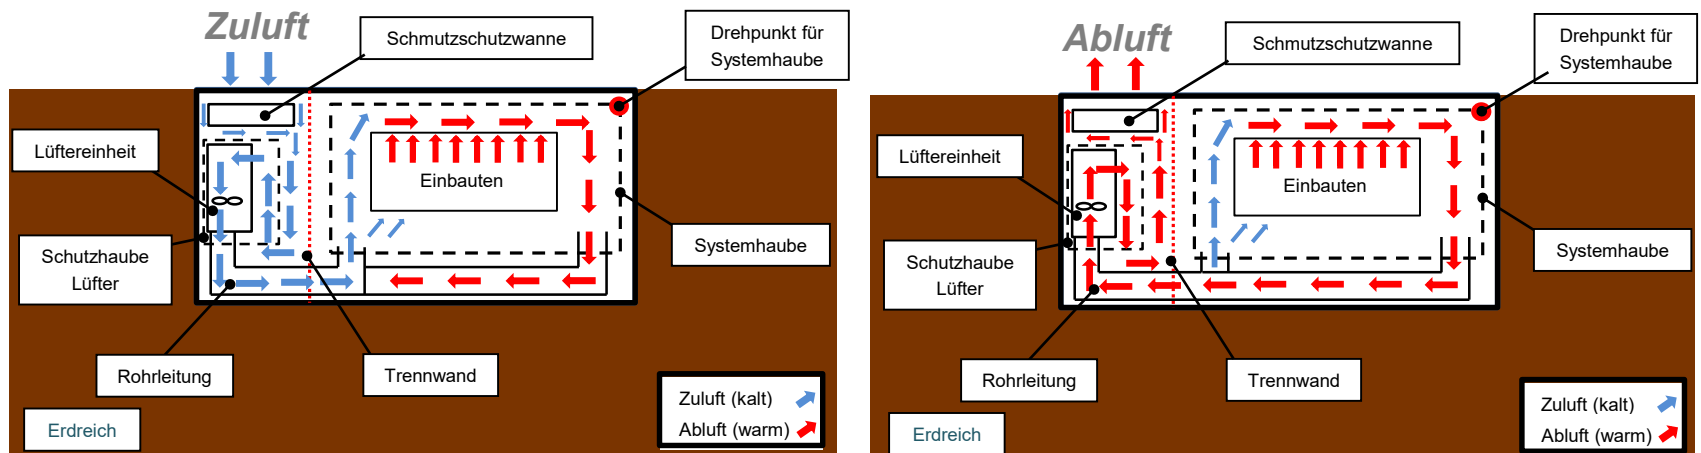 Zuluft
Schmutzschutzwanne
Drehpunkt für
Systemhaube
Lüftereinheit
Einbauten
Schutzhaube
Lüfter
Systemhaube
Rohrleitung
Trennwand
Zuluft (kalt)
Abluft (warm)
Erdreich
Abluft
Schmutzschutzwanne
Drehpunkt für
Systemhaube
Lüftereinheit
Einbauten
Schutzhaube
Lüfter
Systemhaube
Rohrleitung
Trennwand
Zuluft (kalt)
Abluft (warm)
Erdreich